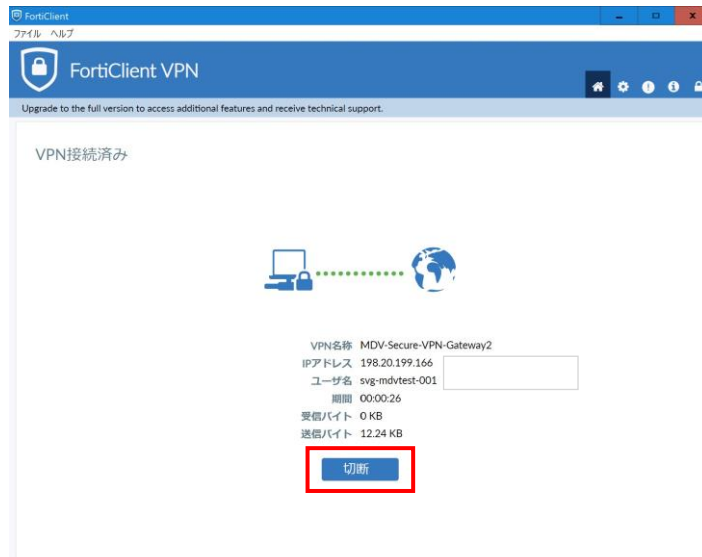 FortiClient
ファイル ヘルプ
FortiClient VPN
Upgrade to the full version to access additional features and receive technical support.
VPN接続済み
VPN名称 MDV-Secure-VPN-Gateway2
IPアドレス 198.20.199.166
ユーザ名 svg-mdvtest-001
期間 00:00:26
受信バイト 0 KB
送信バイト 12.24 KB
切断